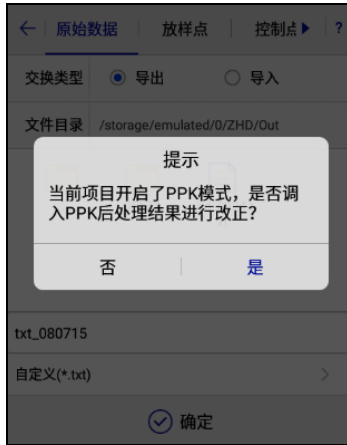 原始数据 放样点 控制点 ?
交换类型 导出 导入
文件目录 /storage/emulated/0/ZHD/Out
提示
当前项目开启了PPK模式，是否调
入PPK后处理结果进行改正？
否 是
txt_080715
自定义(*.txt)
确定